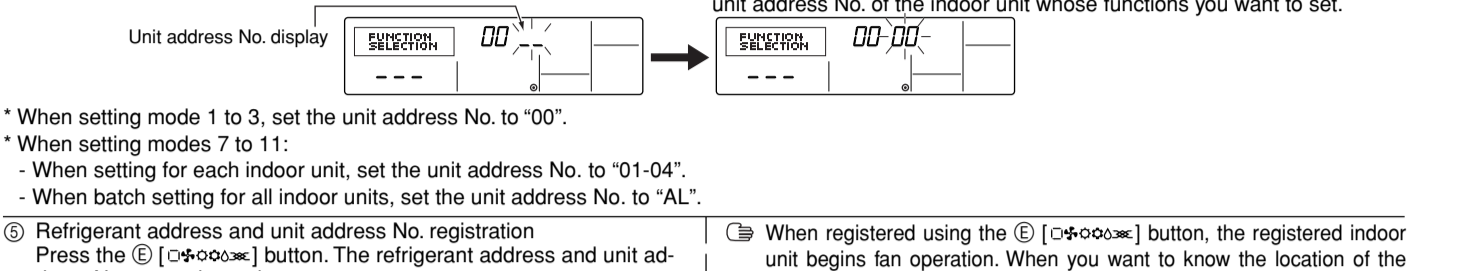 unit address No. of the indoor unit whose functions you want to set.
Unit address No. display
FUNCTION
SELECTION
00 --
---
FUNCTION
SELECTION
00 00
---
* When setting mode 1 to 3, set the unit address No. to “00”.
* When setting modes 7 to 11:
- When setting for each indoor unit, set the unit address No. to “01-04”.
- When batch setting for all indoor units, set the unit address No. to “AL”.
⑤ Refrigerant address and unit address No. registration
Press the Ⓔ [ ] button. The refrigerant address and unit ad-
When registered using the Ⓔ [ ] button, the registered indoor
unit begins fan operation. When you want to know the location of the